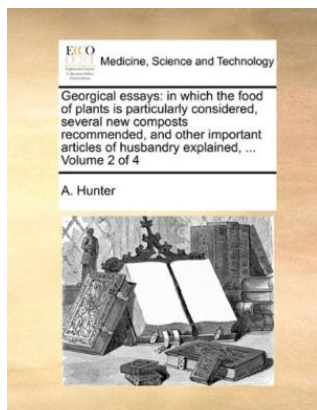 ECCO
Medicine, Science and Technology
Georgical essays: in which the food
of plants is particularly considered,
several new composts
recommended, and other important
articles of husbandry explained, ...
Volume 2 of 4
A. Hunter